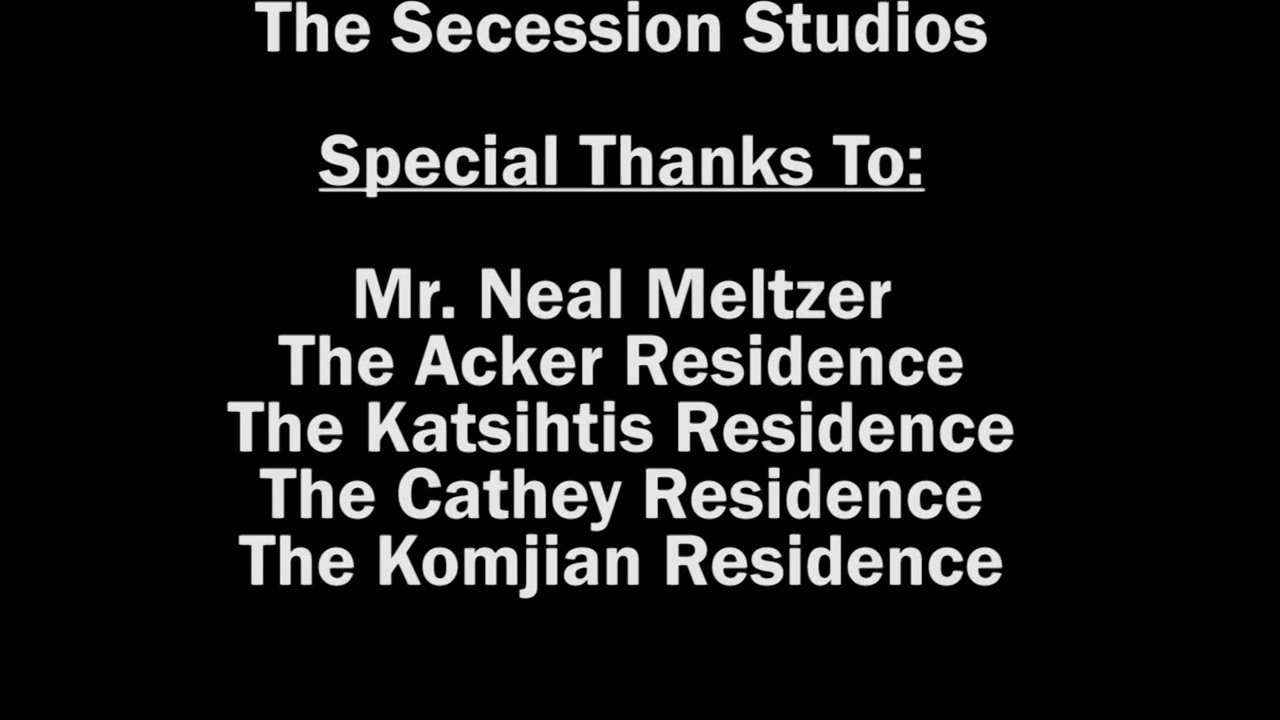 The Secession Studios
Special Thanks To:
Mr. Neal Meltzer
The Acker Residence
The Katsihtis Residence
The Cathey Residence
The Komjian Residence